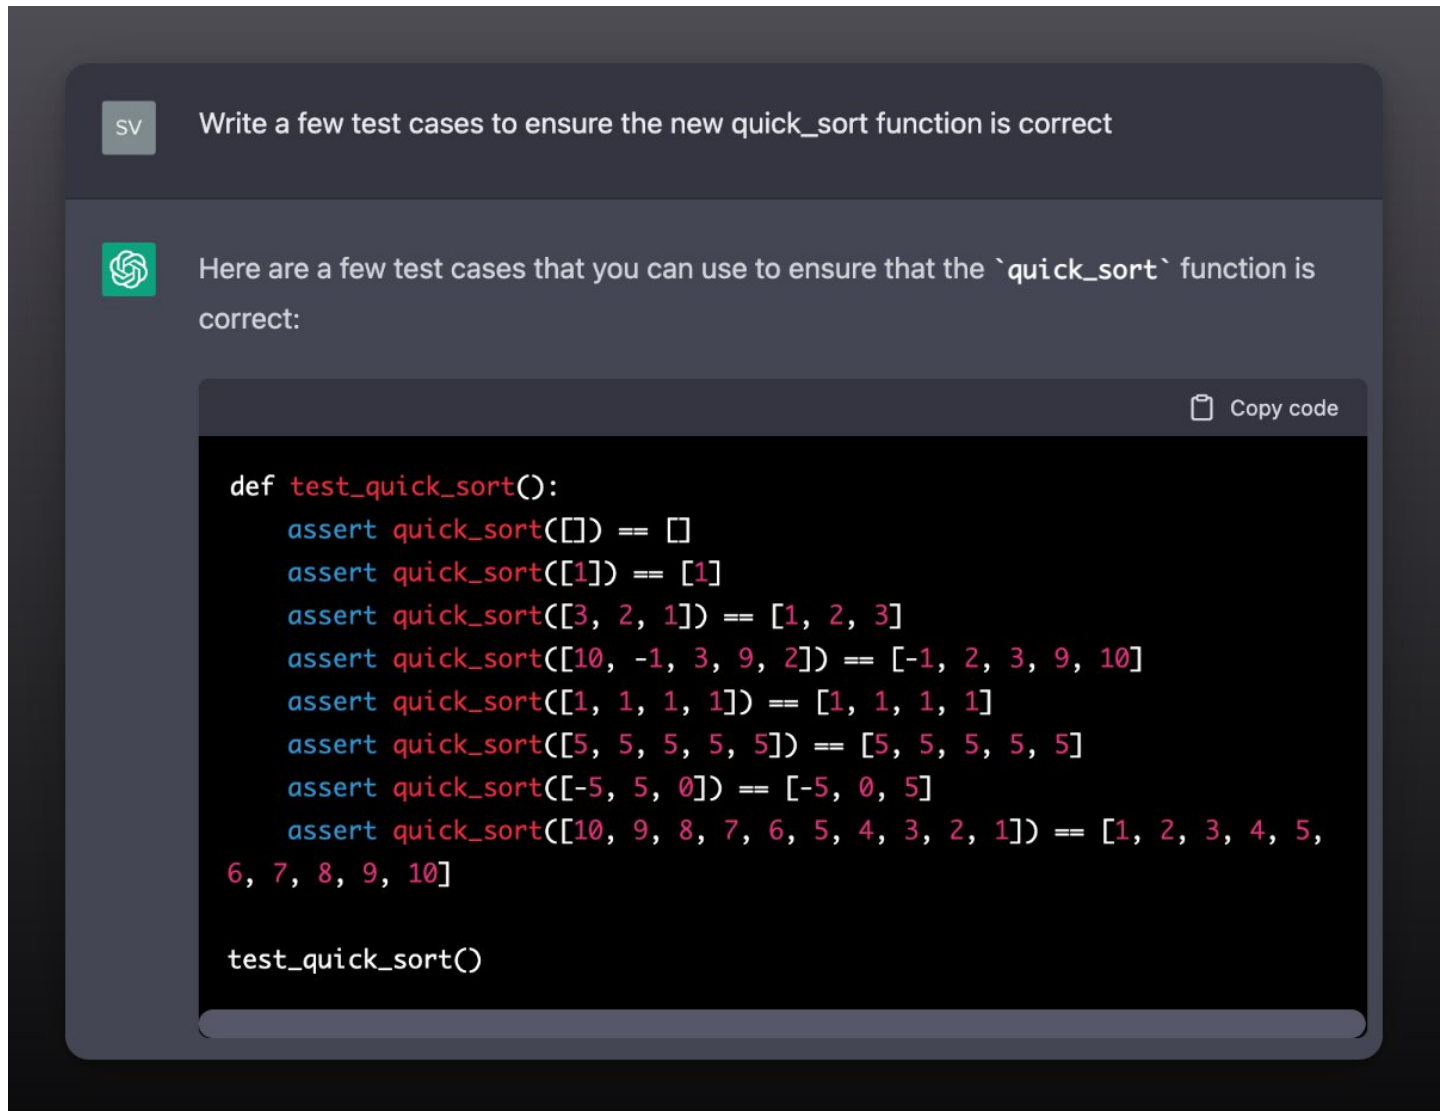 SV
Write a few test cases to ensure the new quick_sort function is correct
Here are a few test cases that you can use to ensure that the `quick_sort` function is
correct:
Copy code
def test_quick_sort():
    assert quick_sort([]) == []
    assert quick_sort([1]) == [1]
    assert quick_sort([3, 2, 1]) == [1, 2, 3]
    assert quick_sort([10, -1, 3, 9, 2]) == [-1, 2, 3, 9, 10]
    assert quick_sort([1, 1, 1, 1]) == [1, 1, 1, 1]
    assert quick_sort([5, 5, 5, 5, 5]) == [5, 5, 5, 5, 5]
    assert quick_sort([-5, 5, 0]) == [-5, 0, 5]
    assert quick_sort([10, 9, 8, 7, 6, 5, 4, 3, 2, 1]) == [1, 2, 3, 4, 5,
6, 7, 8, 9, 10]
test_quick_sort()